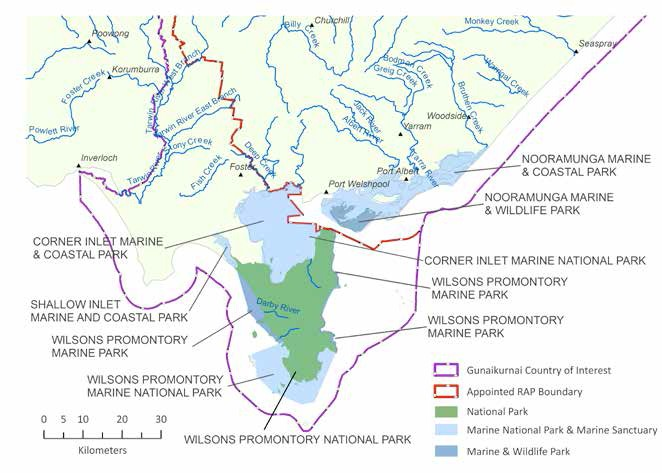 Churchill
Billy Creek
Monkey Creek
Poowong
Seaspray
Korumburra
Foster Creek
Tarwin River West Branch
Bodman Creek
Greig Creek
Warrigal Creek
Bruthen Creek
Powlett River
Tarwin River East Branch
Jack River
Albert River
Woodside
Yarram
Stony Creek
Tarwin River
Inverloch
Fish Creek
Foster
Deep Creek
Port Albert
Tarra River
Port Welshpool
NOORAMUNGA MARINE
& COASTAL PARK
NOORAMUNGA MARINE
& WILDLIFE PARK
CORNER INLET MARINE
& COASTAL PARK
CORNER INLET MARINE NATIONAL PARK
WILSONS PROMONTORY
MARINE PARK
SHALLOW INLET
MARINE AND COASTAL PARK
Darby River
WILSONS PROMONTORY
MARINE PARK
WILSONS PROMONTORY
MARINE PARK
WILSONS PROMONTORY
MARINE NATIONAL PARK
WILSONS PROMONTORY NATIONAL PARK
Gunaikurnai Country of Interest
Appointed RAP Boundary
National Park
Marine National Park & Marine Sanctuary
Marine & Wildlife Park
30 5 0 10 15 20 25 30
Kilometers